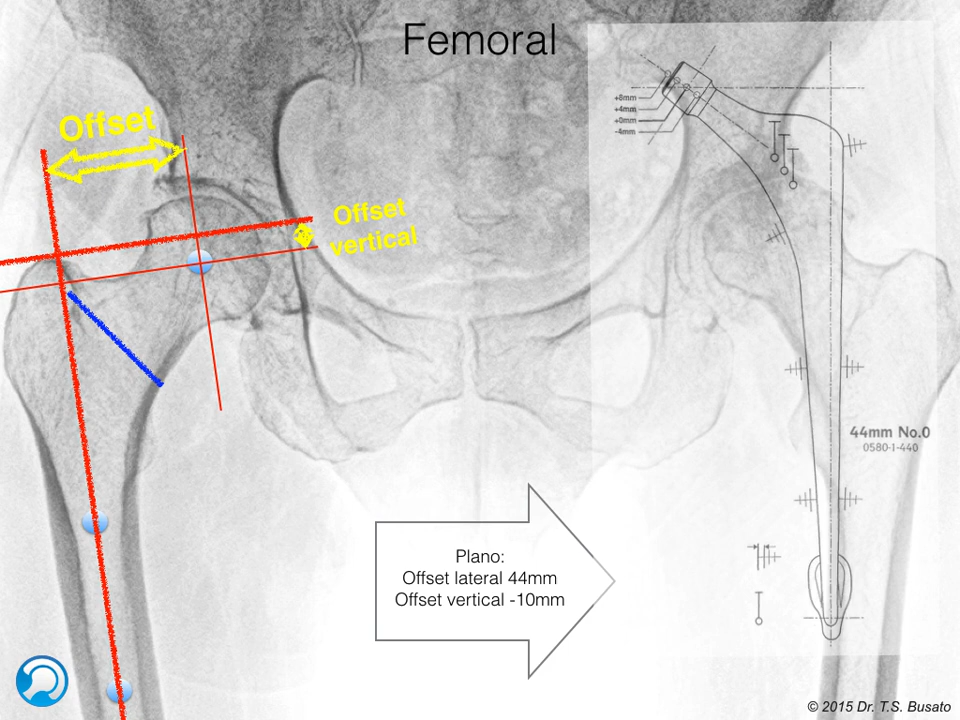 Femoral
Offset
Offset
vertical
+8mm
+4mm
+0mm
-4mm
44mm No.0
0580-1-440
Plano:
Offset lateral 44mm
Offset vertical -10mm
© 2015 Dr. T.S. Busato